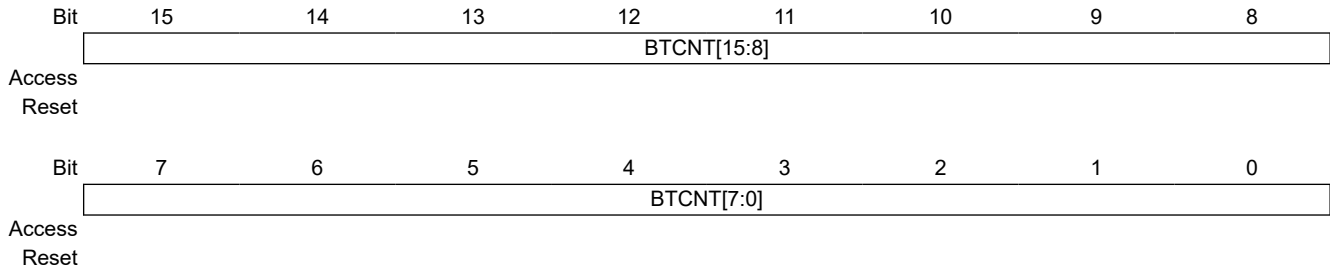 Bit 15 14 13 12 11 10 9 8
BTCNT[15:8]
Access
Reset
Bit 7 6 5 4 3 2 1 0
BTCNT[7:0]
Access
Reset